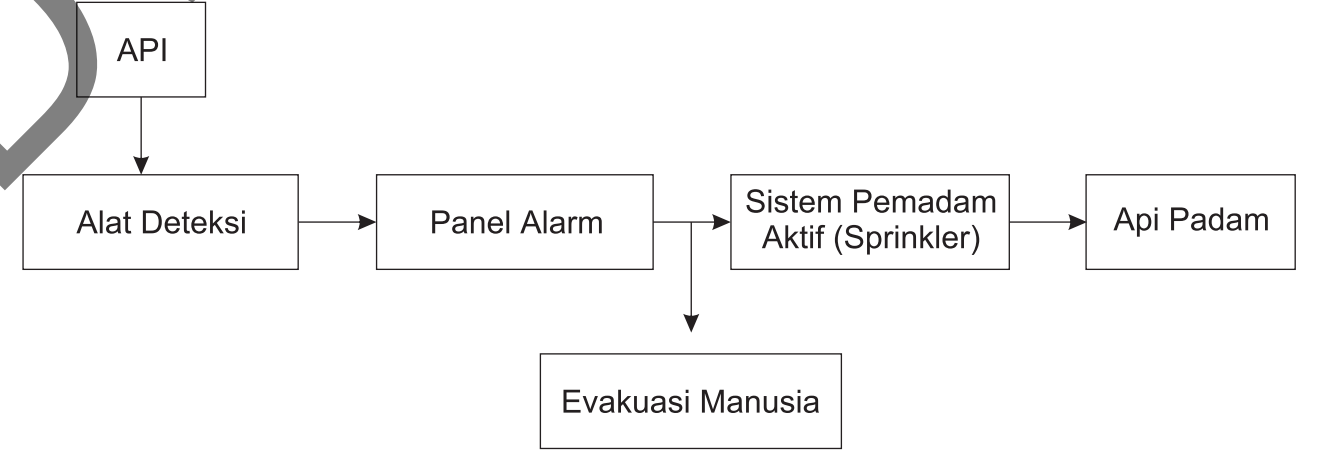 API
Alat Deteksi
Panel Alarm
Sistem Pemadam
Aktif (Sprinkler)
Api Padam
Evakuasi Manusia